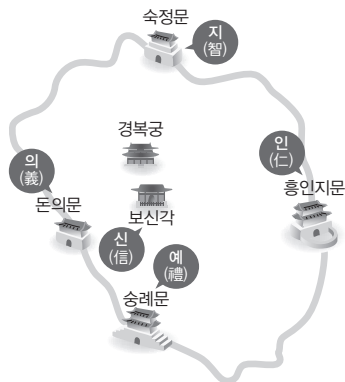 숙정문
지
(智)
경복궁
인
(仁)
흥인지문
의
(義)
돈의문
보신각
신
(信)
예
(禮)
숭례문